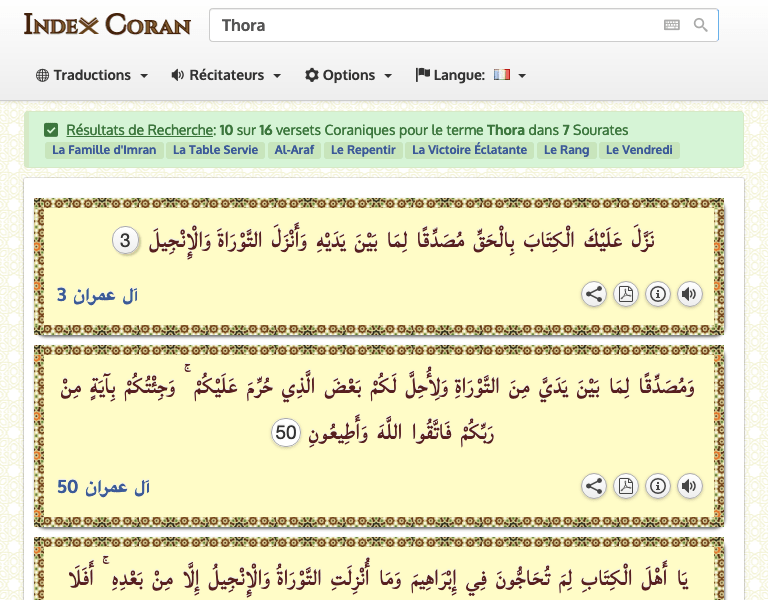 Index Coran
Thora
Traductions Récitateurs Options Langue:
Résultats de Recherche: 10 sur 16 versets Coraniques pour le terme Thora dans 7 Sourates
La Famille d'Imran La Table Servie Al-Araf Le Repentir La Victoire Éclatante Le Rang Le Vendredi
نَزَّلَ عَلَيْكَ الْكِتَابَ بِالْحَقِّ مُصَدِّقًا لِمَا بَيْنَ يَدَيْهِ وَأَنْزَلَ التَّوْرَاةَ وَالْإِنْجِيلَ 3
آل عمران 3
وَمُصَدِّقًا لِمَا بَيْنَ يَدَيَّ مِنَ التَّوْرَاةِ وَلِأُحِلَّ لَكُمْ بَعْضَ الَّذِي حُرِّمَ عَلَيْكُمْ ۚ وَجِئْتُكُمْ بِآيَةٍ مِنْ
رَبِّكُمْ فَاتَّقُوا اللَّهَ وَأَطِيعُونِ 50
آل عمران 50
يَا أَهْلَ الْكِتَابِ لِمَ تُحَاجُّونَ فِي إِبْرَاهِيمَ وَمَا أُنْزِلَتِ التَّوْرَاةُ وَالْإِنْجِيلُ إِلَّا مِنْ بَعْدِهِ ۚ أَفَلَا